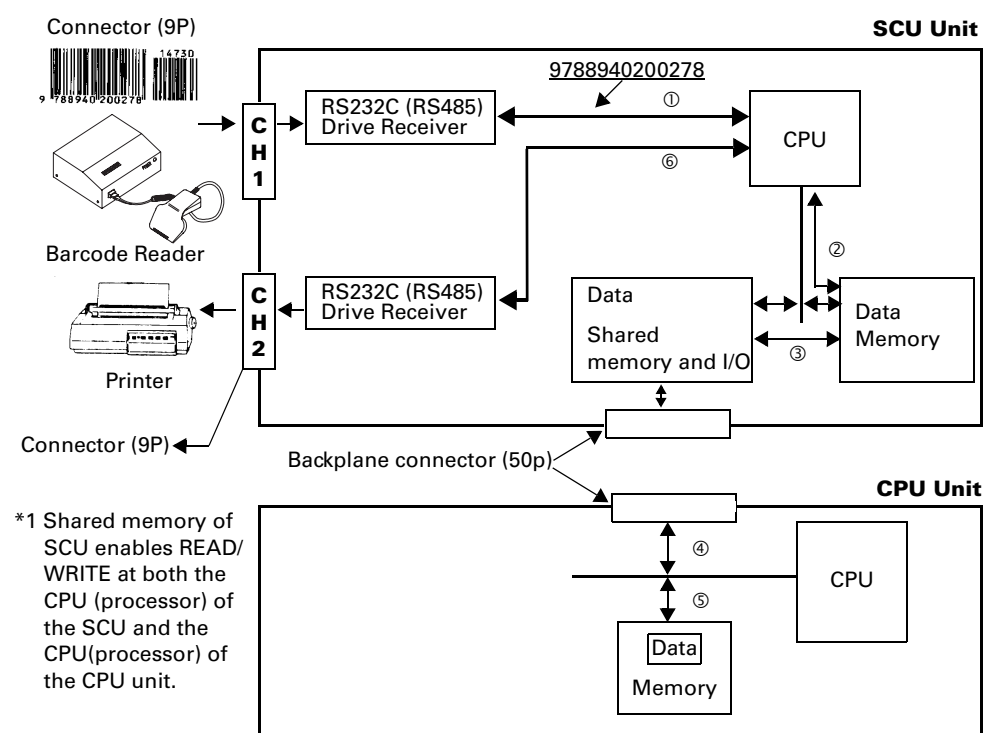 Connector (9P)
SCU Unit
14730
9 788940 200278
9788940200278
RS232C (RS485)
Drive Receiver
①
CPU
C
H
1
⑥
Barcode Reader
②
C
H
2
RS232C (RS485)
Drive Receiver
Data
Shared
memory and I/O
③
Data
Memory
Printer
Connector (9P)
Backplane connector (50p)
CPU Unit
*1 Shared memory of
SCU enables READ/
WRITE at both the
CPU (processor) of
the SCU and the
CPU(processor) of
the CPU unit.
④
CPU
⑤
Data
Memory